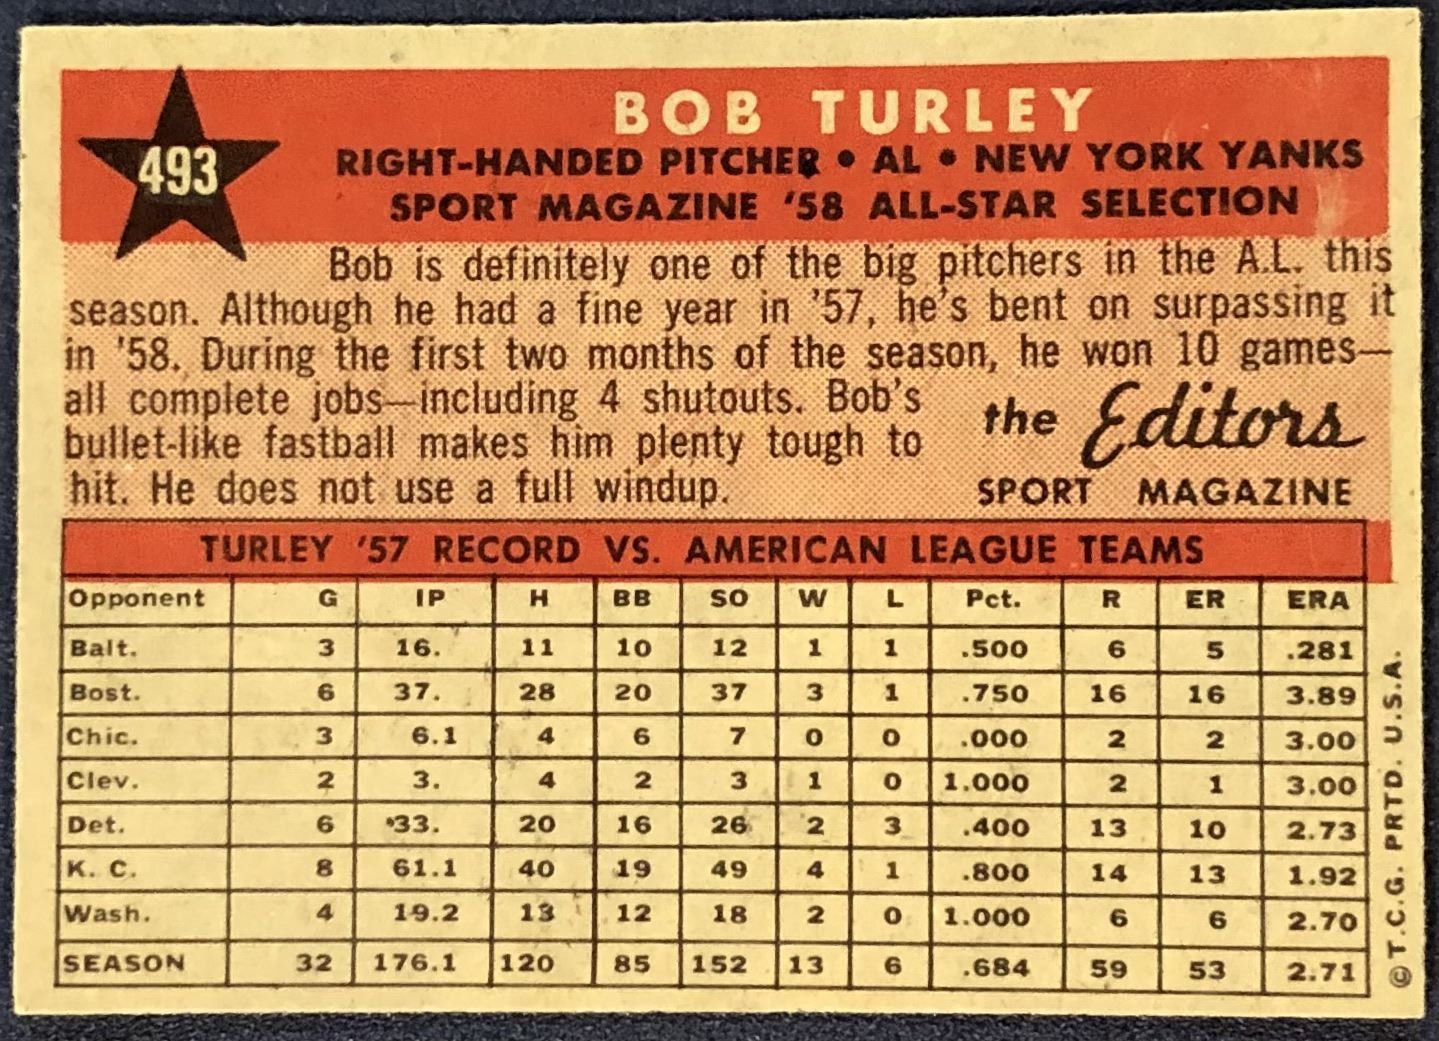 493
BOB TURLEY
RIGHT-HANDED PITCHER • AL • NEW YORK YANKS
SPORT MAGAZINE '58 ALL-STAR SELECTION
Bob is definitely one of the big pitchers in the A.L. this
season. Although he had a fine year in '57, he's bent on surpassing it
in '58. During the first two months of the season, he won 10 games—
all complete jobs—including 4 shutouts. Bob's
bullet-like fastball makes him plenty tough to
hit. He does not use a full windup.
the Editors
SPORT MAGAZINE
TURLEY '57 RECORD VS. AMERICAN LEAGUE TEAMS
Opponent G IP H BB SO W L Pct. R ER ERA
Balt. 3 16. 11 10 12 1 1 .500 6 5 .281
Bost. 6 37. 28 20 37 3 1 .750 16 16 3.89
Chic. 3 6.1 4 6 7 0 0 .000 2 2 3.00
Clev. 2 3. 4 2 3 1 0 1.000 2 1 3.00
Det. 6 33. 20 16 26 2 3 .400 13 10 2.73
K. C. 8 61.1 40 19 49 4 1 .800 14 13 1.92
Wash. 4 19.2 13 12 18 2 0 1.000 6 6 2.70
SEASON 32 176.1 120 85 152 13 6 .684 59 53 2.71
© T.C.G. PRTD. U.S.A.